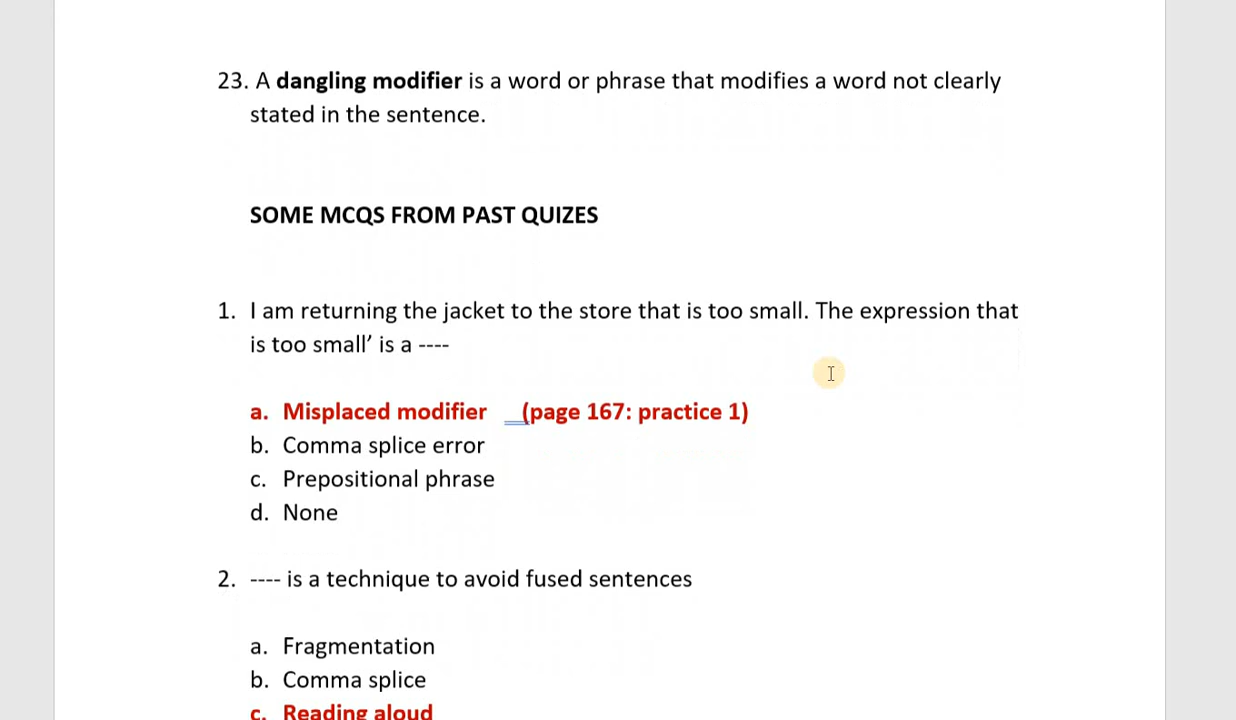 23. A dangling modifier is a word or phrase that modifies a word not clearly
stated in the sentence.
SOME MCQS FROM PAST QUIZES
1. I am returning the jacket to the store that is too small. The expression that
is too small’ is a ----
a. Misplaced modifier (page 167: practice 1)
b. Comma splice error
c. Prepositional phrase
d. None
2. ---- is a technique to avoid fused sentences
a. Fragmentation
b. Comma splice
c. Reading aloud